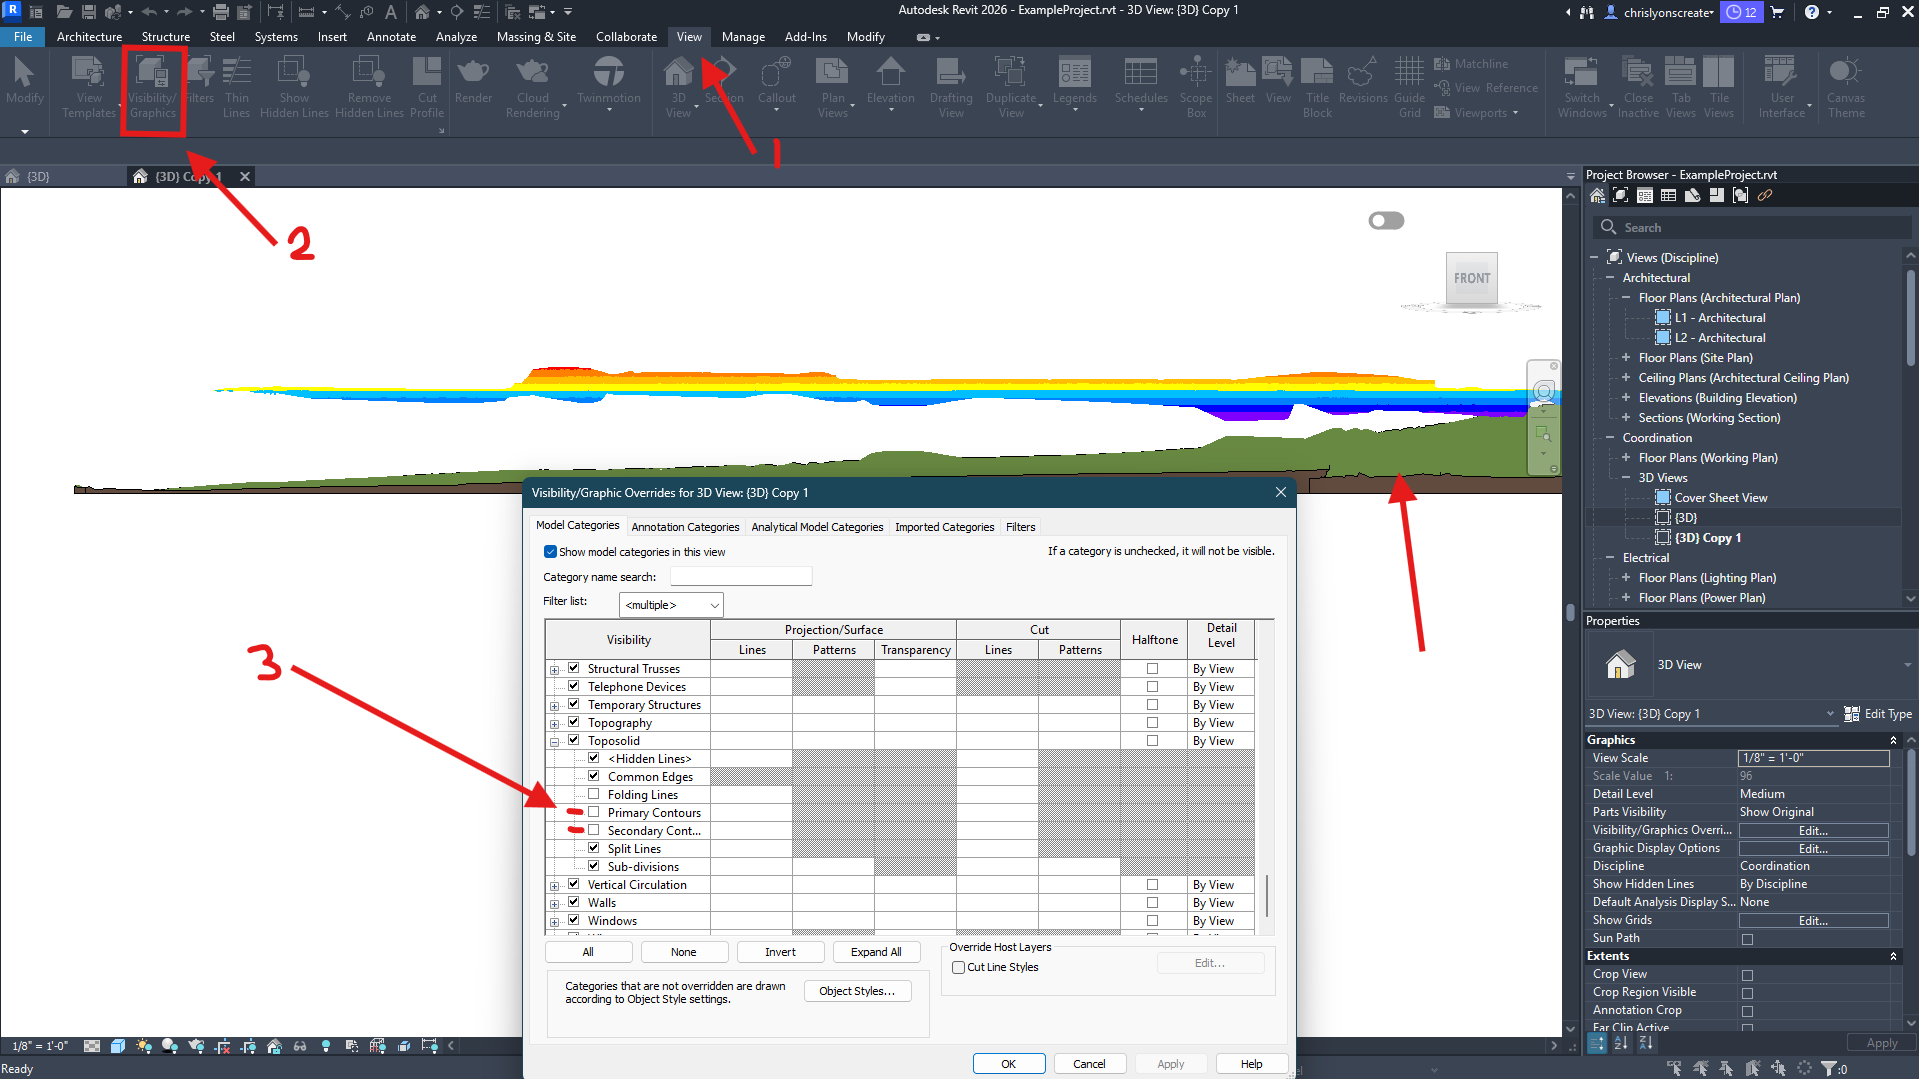 Autodesk Revit 2026 - ExampleProject.rvt - 3D View: {3D} Copy 1
chrislyonscreate
12
File Architecture Structure Steel Systems Insert Annotate Analyze Massing & Site Collaborate View Manage Add-Ins Modify
Modify
View Templates
Visibility/ Graphics
Filters
Thin Lines
Show Hidden Lines
Remove Hidden Lines
Cut Profile
Render
Cloud Rendering
Twinmotion
3D View
Section
Callout
Plan Views
Elevation
Drafting View
Duplicate View
Legends
Schedules
Scope Box
Sheet
View
Title Block
Revisions
Guide Grid
Matchline
View Reference
Viewports
Switch Windows
Close Inactive
Tab Views
Tile Views
User Interface
Canvas Theme
1
2
3
{3D}
{3D} Copy 1
FRONT
Project Browser - ExampleProject.rvt
Search
Views (Discipline)
Architectural
Floor Plans (Architectural Plan)
L1 - Architectural
L2 - Architectural
Floor Plans (Site Plan)
Ceiling Plans (Architectural Ceiling Plan)
Elevations (Building Elevation)
Sections (Working Section)
Coordination
Floor Plans (Working Plan)
3D Views
Cover Sheet View
{3D}
{3D} Copy 1
Electrical
Floor Plans (Lighting Plan)
Floor Plans (Power Plan)
Visibility/Graphic Overrides for 3D View: {3D} Copy 1
Model Categories Annotation Categories Analytical Model Categories Imported Categories Filters
Show model categories in this view
If a category is unchecked, it will not be visible.
Category name search:
Filter list: <multiple>
Visibility Projection/Surface Cut Halftone Detail Level
Lines Patterns Transparency Lines Patterns
Structural Trusses By View
Telephone Devices By View
Temporary Structures By View
Topography By View
Toposolid By View
<Hidden Lines>
Common Edges
Folding Lines
Primary Contours
Secondary Cont...
Split Lines
Sub-divisions
Vertical Circulation By View
Walls By View
Windows By View
All None Invert Expand All
Override Host Layers
Cut Line Styles
Edit...
Categories that are not overridden are drawn
according to Object Style settings.
Object Styles...
OK Cancel Apply Help
Properties
3D View
3D View: {3D} Copy 1
Edit Type
Graphics
View Scale 1/8" = 1'-0"
Scale Value 1: 96
Detail Level Medium
Parts Visibility Show Original
Visibility/Graphics Overri... Edit...
Graphic Display Options Edit...
Discipline Coordination
Show Hidden Lines By Discipline
Default Analysis Display S... None
Show Grids Edit...
Sun Path
Extents
Crop View
Crop Region Visible
Annotation Crop
Far Clip Active
Apply
1/8" = 1'-0"
Ready
:0